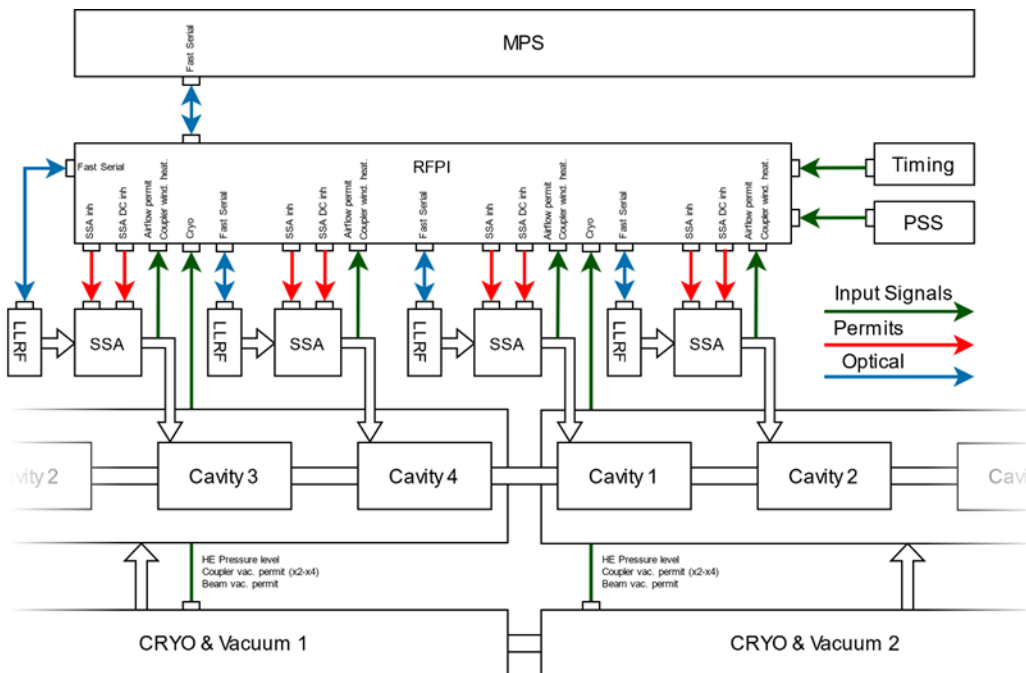 MPS
Fast Serial
RFPI
Fast Serial
SSA inh
SSA DC inh
Airflow permit
Coupler wind. heat.
Cryo
Fast Serial
SSA inh
SSA DC inh
Airflow permit
Coupler wind. heat.
Fast Serial
SSA inh
SSA DC inh
Airflow permit
Coupler wind. heat.
Cryo
Fast Serial
SSA inh
SSA DC inh
Airflow permit
Coupler wind. heat.
Timing
PSS
Input Signals
Permits
Optical
LLRF
SSA
LLRF
SSA
LLRF
SSA
LLRF
SSA
avity 2
Cavity 3
Cavity 4
Cavity 1
Cavity 2
Cavi
HE Pressure level
Coupler vac. permit (x2-x4)
Beam vac. permit
HE Pressure level
Coupler vac. permit (x2-x4)
Beam vac. permit
CRYO & Vacuum 1
CRYO & Vacuum 2